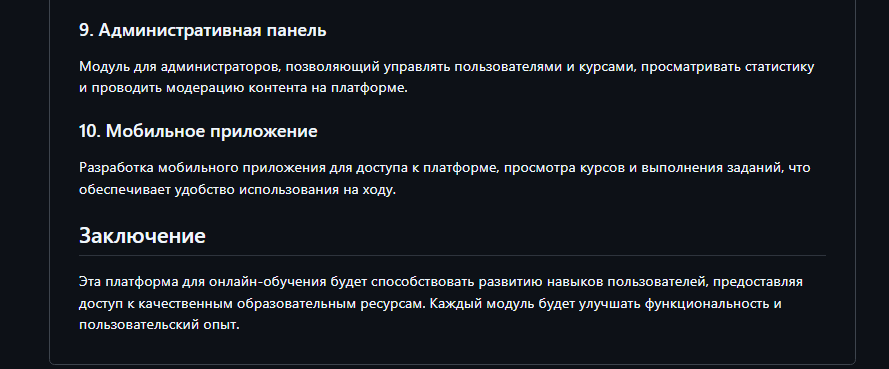 9. Административная панель
Модуль для администраторов, позволяющий управлять пользователями и курсами, просматривать статистику
и проводить модерацию контента на платформе.
10. Мобильное приложение
Разработка мобильного приложения для доступа к платформе, просмотра курсов и выполнения заданий, что
обеспечивает удобство использования на ходу.
Заключение
Эта платформа для онлайн-обучения будет способствовать развитию навыков пользователей, предоставляя
доступ к качественным образовательным ресурсам. Каждый модуль будет улучшать функциональность и
пользовательский опыт.